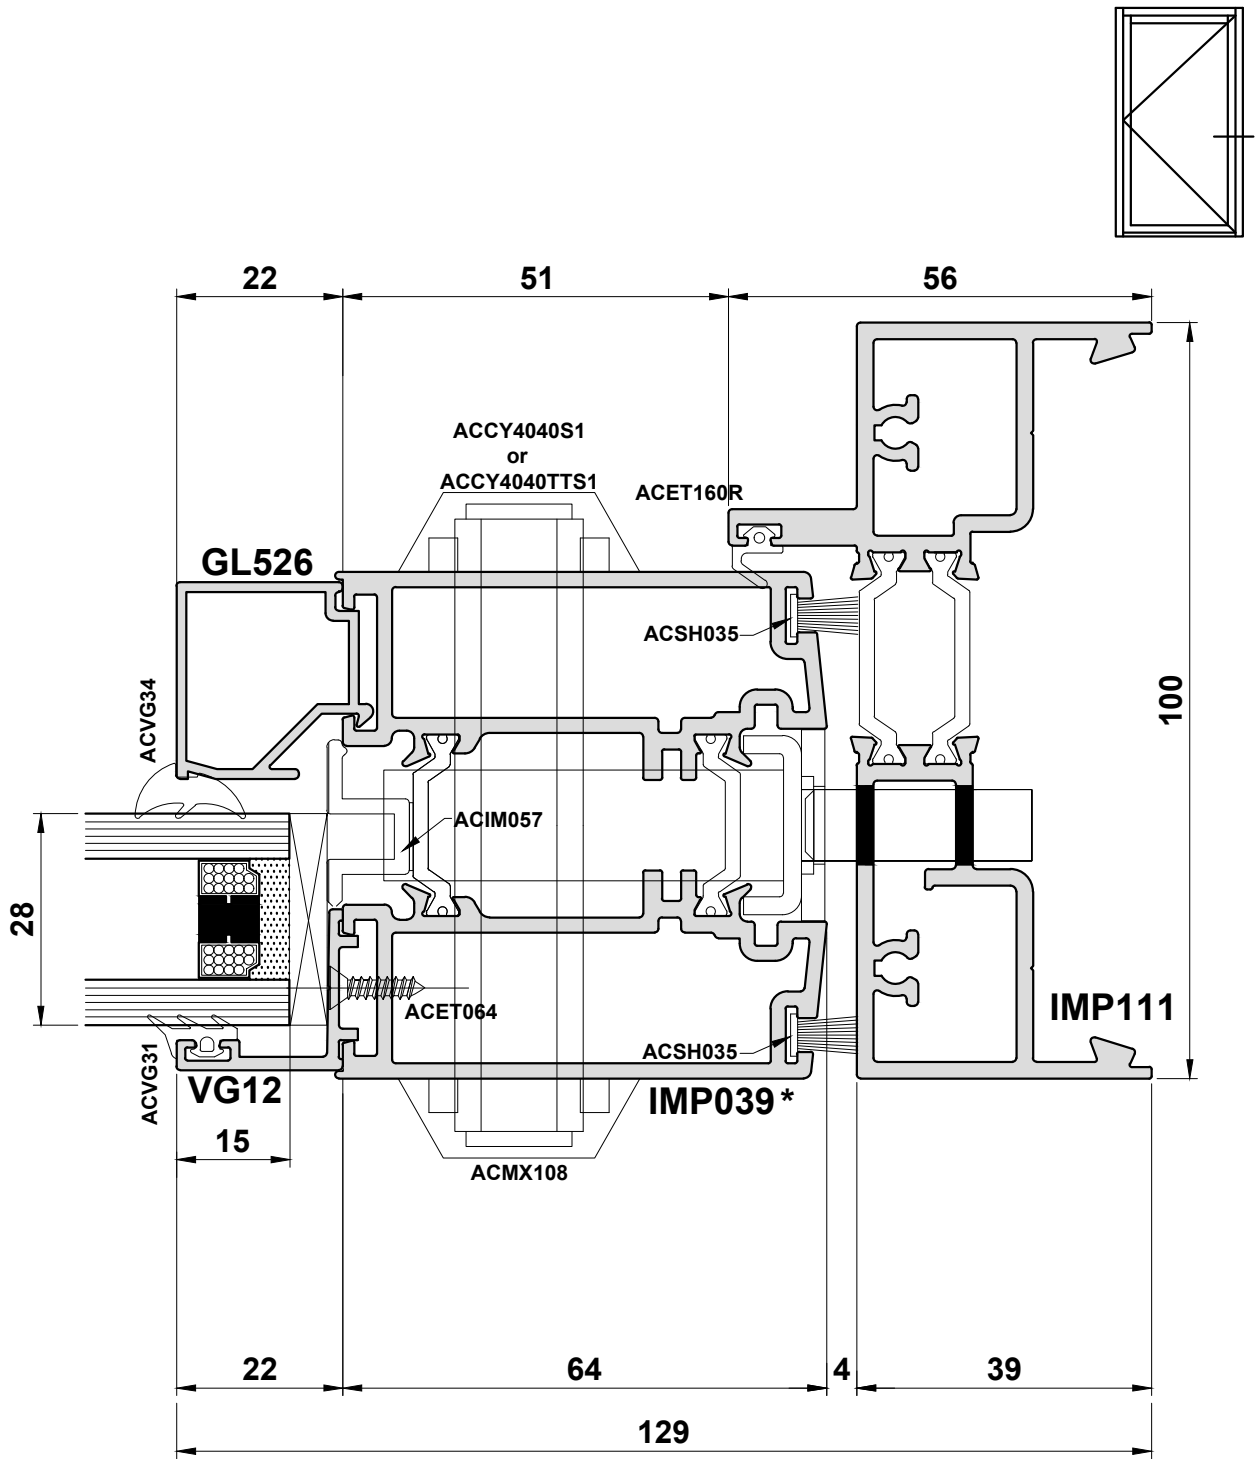 22
51
56
ACCY4040S1
or
ACCY4040TTS1
ACET160R
GL526
ACSH035
ACVG34
100
ACIM057
28
ACET064
IMP111
ACSH035
ACVG31
VG12
IMP039*
15
ACMX108
22
64
4
39
129